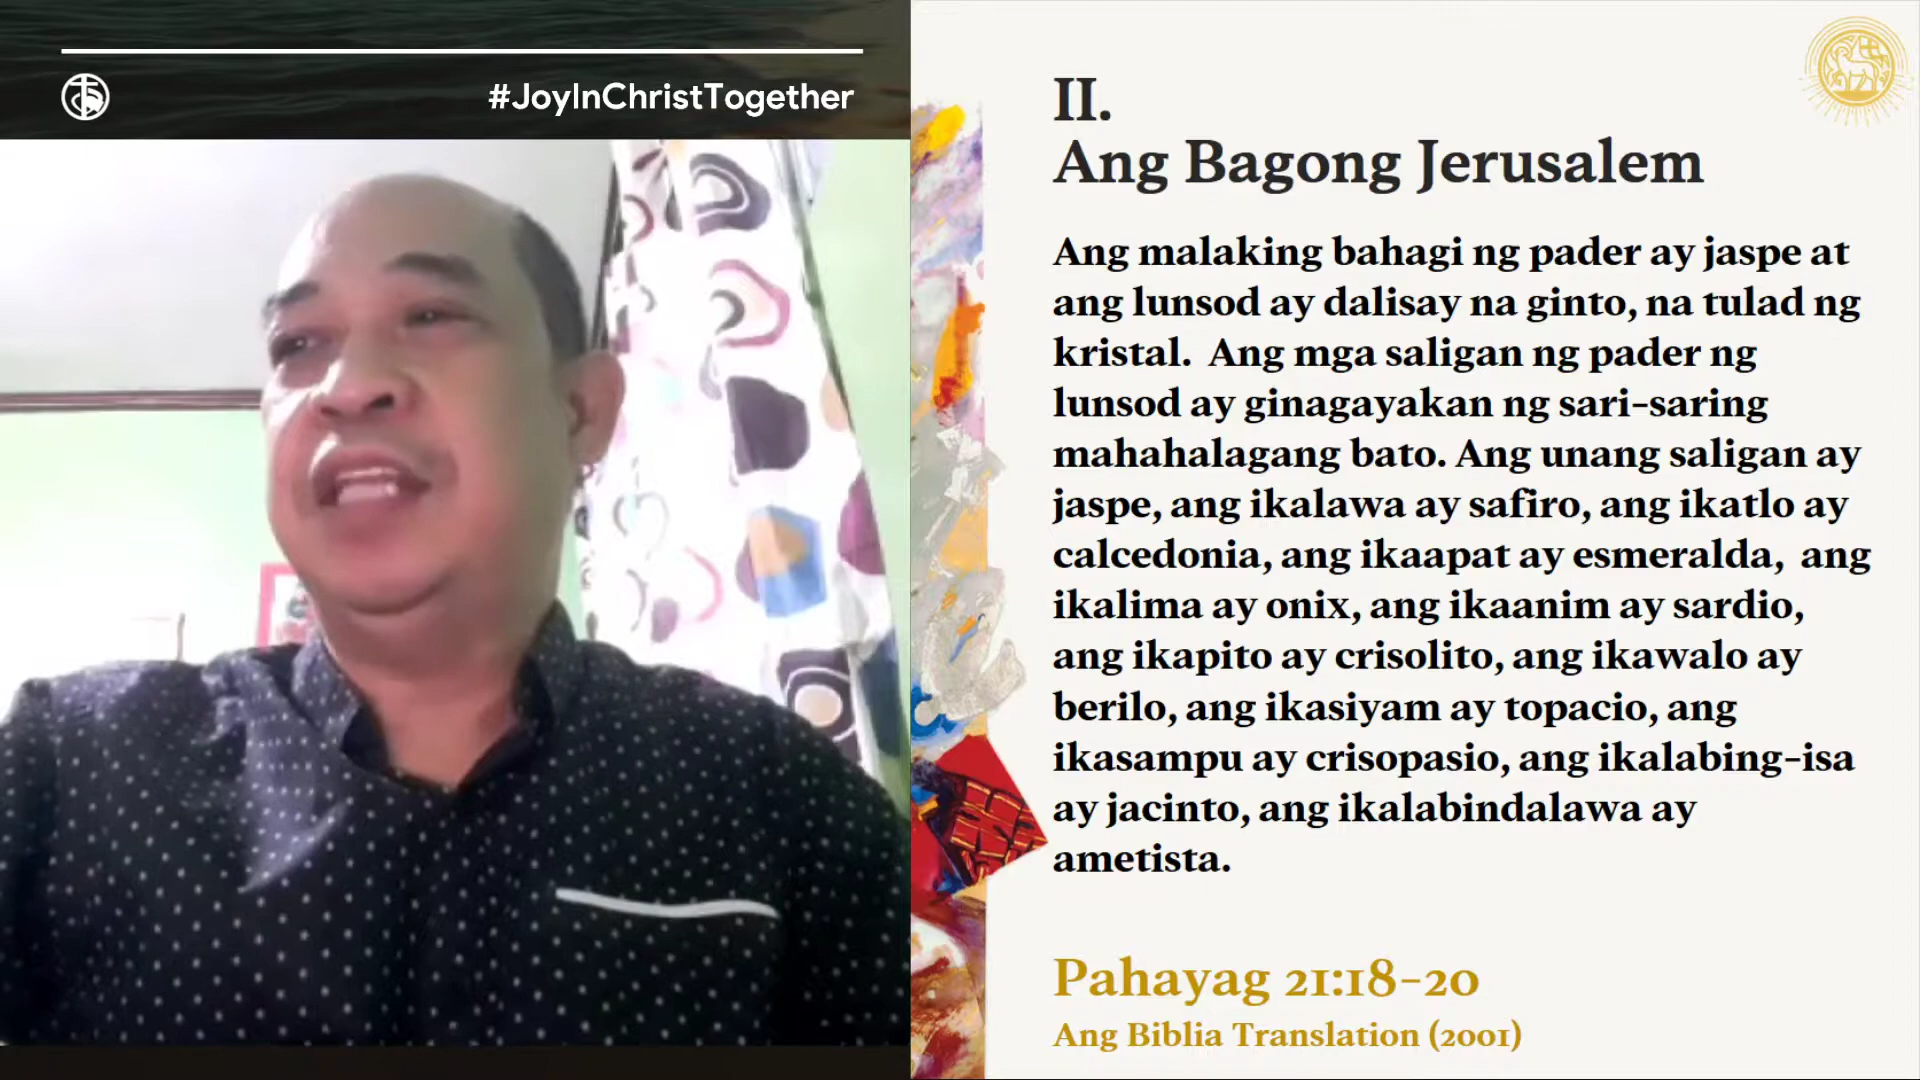 #JoyInChristTogether
II.
Ang Bagong Jerusalem
Ang malaking bahagi ng pader ay jaspe at
ang lunsod ay dalisay na ginto, na tulad ng
kristal.  Ang mga saligan ng pader ng
lunsod ay ginagayakan ng sari-saring
mahahalagang bato. Ang unang saligan ay
jaspe, ang ikalawa ay safiro, ang ikatlo ay
calcedonia, ang ikaapat ay esmeralda,  ang
ikalima ay onix, ang ikaanim ay sardio,
ang ikapito ay crisolito, ang ikawalo ay
berilo, ang ikasiyam ay topacio, ang
ikasampu ay crisopasio, ang ikalabing-isa
ay jacinto, ang ikalabindalawa ay
ametista.
Pahayag 21:18-20
Ang Biblia Translation (2001)